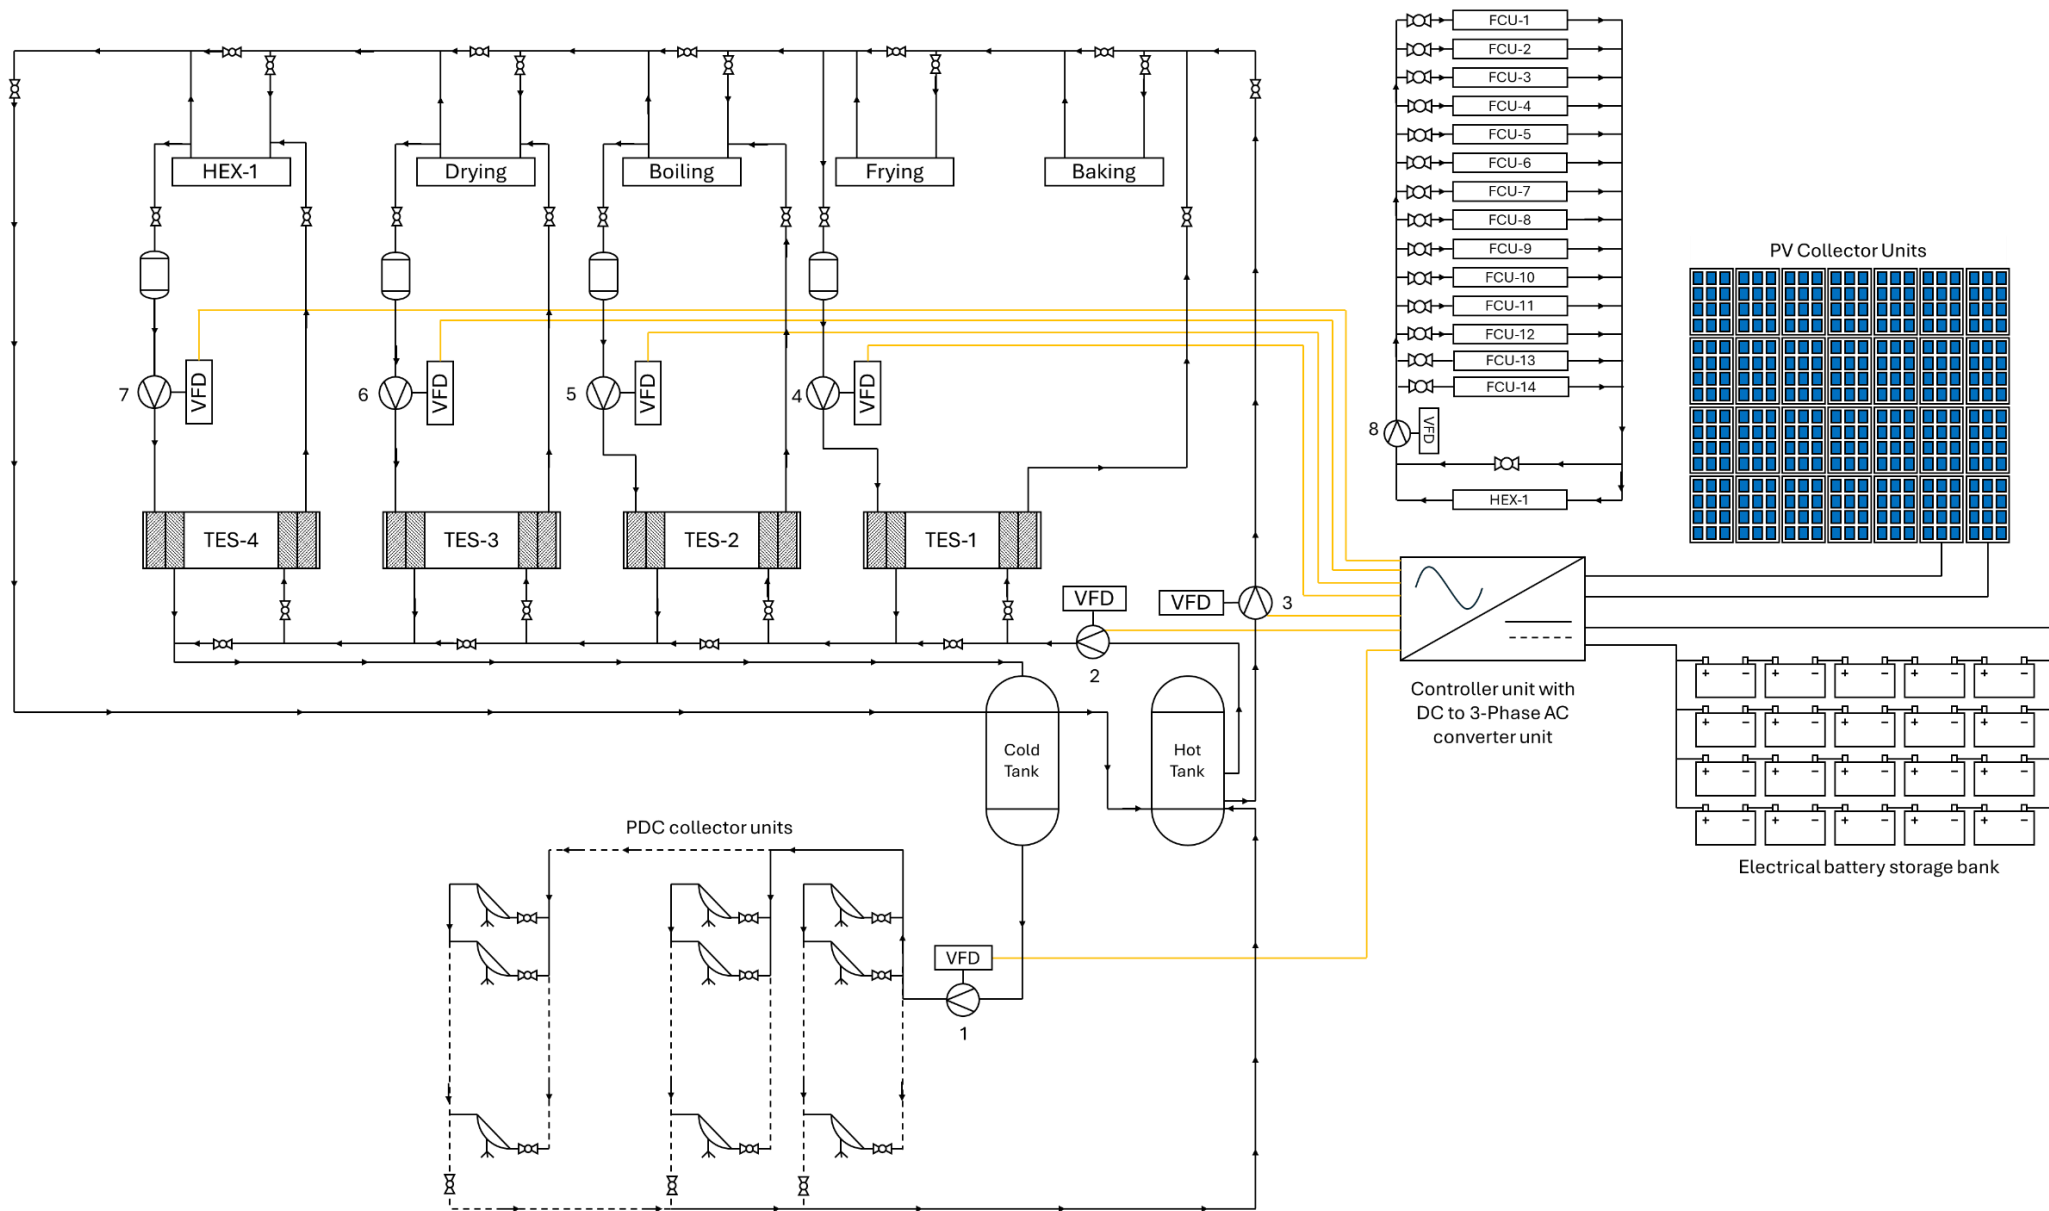 FCU-1
FCU-2
FCU-3
FCU-4
FCU-5
FCU-6
FCU-7
FCU-8
FCU-9
FCU-10
FCU-11
FCU-12
FCU-13
FCU-14
8
VFD
HEX-1
PV Collector Units
HEX-1
Drying
Boiling
Frying
Baking
7
VFD
6
VFD
5
VFD
4
VFD
TES-4
TES-3
TES-2
TES-1
VFD
2
VFD
3
Controller unit with
DC to 3-Phase AC
converter unit
Cold
Tank
Hot
Tank
+ − + − + − + − + −
+ − + − + − + − + −
+ − + − + − + − + −
+ − + − + − + − + −
Electrical battery storage bank
PDC collector units
VFD
1